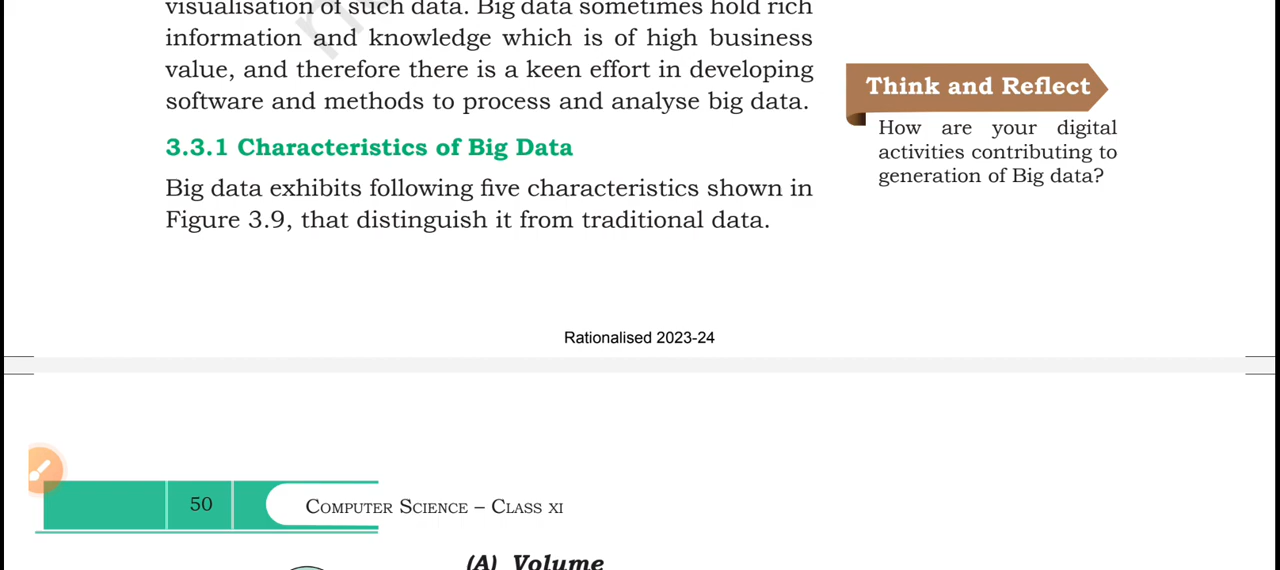 visualisation of such data. Big data sometimes hold rich
information and knowledge which is of high business
value, and therefore there is a keen effort in developing
software and methods to process and analyse big data.
3.3.1 Characteristics of Big Data
Big data exhibits following five characteristics shown in
Figure 3.9, that distinguish it from traditional data.
Think and Reflect
How are your digital
activities contributing to
generation of Big data?
Rationalised 2023-24
50
COMPUTER SCIENCE – CLASS XI
(A) Volume